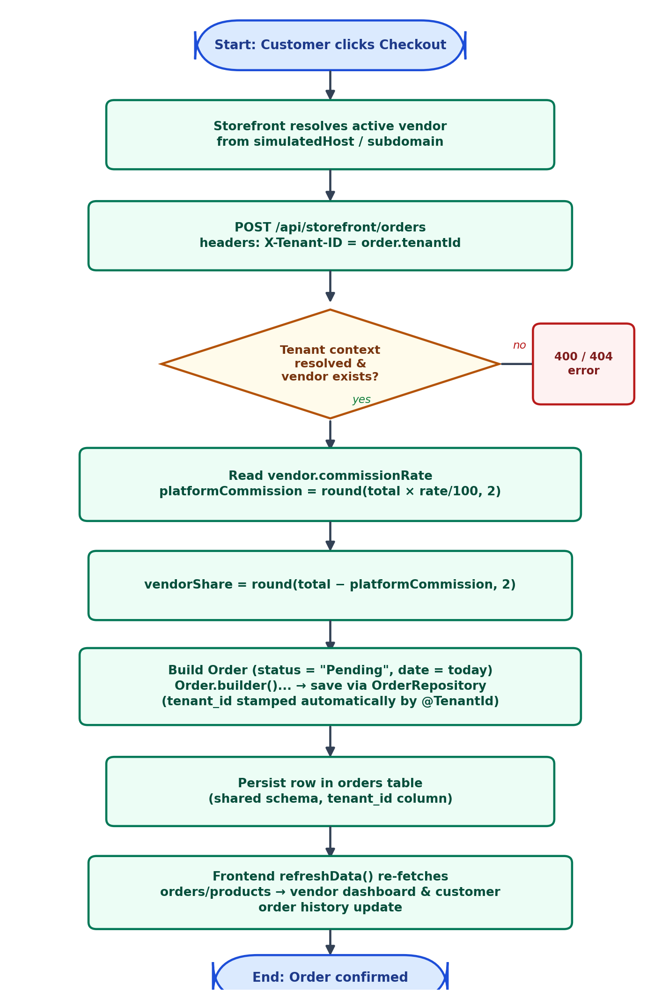 Start: Customer clicks Checkout
Storefront resolves active vendor
from simulatedHost / subdomain
POST /api/storefront/orders
headers: X-Tenant-ID = order.tenantId
Tenant context
resolved &
vendor exists?
no
400 / 404
error
yes
Read vendor.commissionRate
platformCommission = round(total × rate/100, 2)
vendorShare = round(total − platformCommission, 2)
Build Order (status = "Pending", date = today)
Order.builder()... → save via OrderRepository
(tenant_id stamped automatically by @TenantId)
Persist row in orders table
(shared schema, tenant_id column)
Frontend refreshData() re-fetches
orders/products → vendor dashboard & customer
order history update
End: Order confirmed